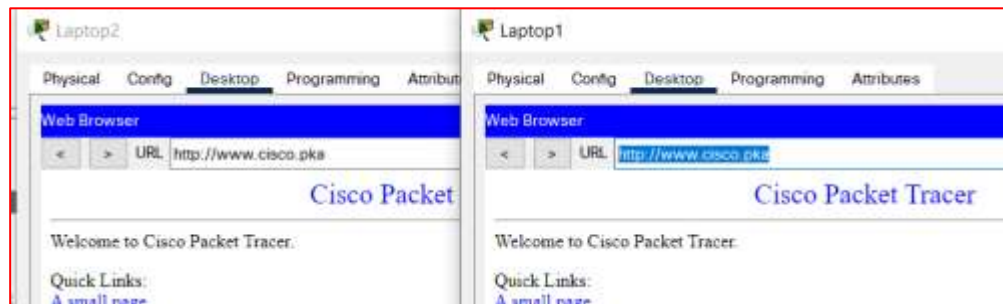 Laptop2
Physical Config Desktop Programming Attribut
Web Browser
< > URL http://www.cisco.pka
Cisco Packet
Welcome to Cisco Packet Tracer.
Quick Links:
A small page
Laptop1
Physical Config Desktop Programming Attributes
Web Browser
< > URL http://www.cisco.pka
Cisco Packet Tracer
Welcome to Cisco Packet Tracer.
Quick Links:
A small page